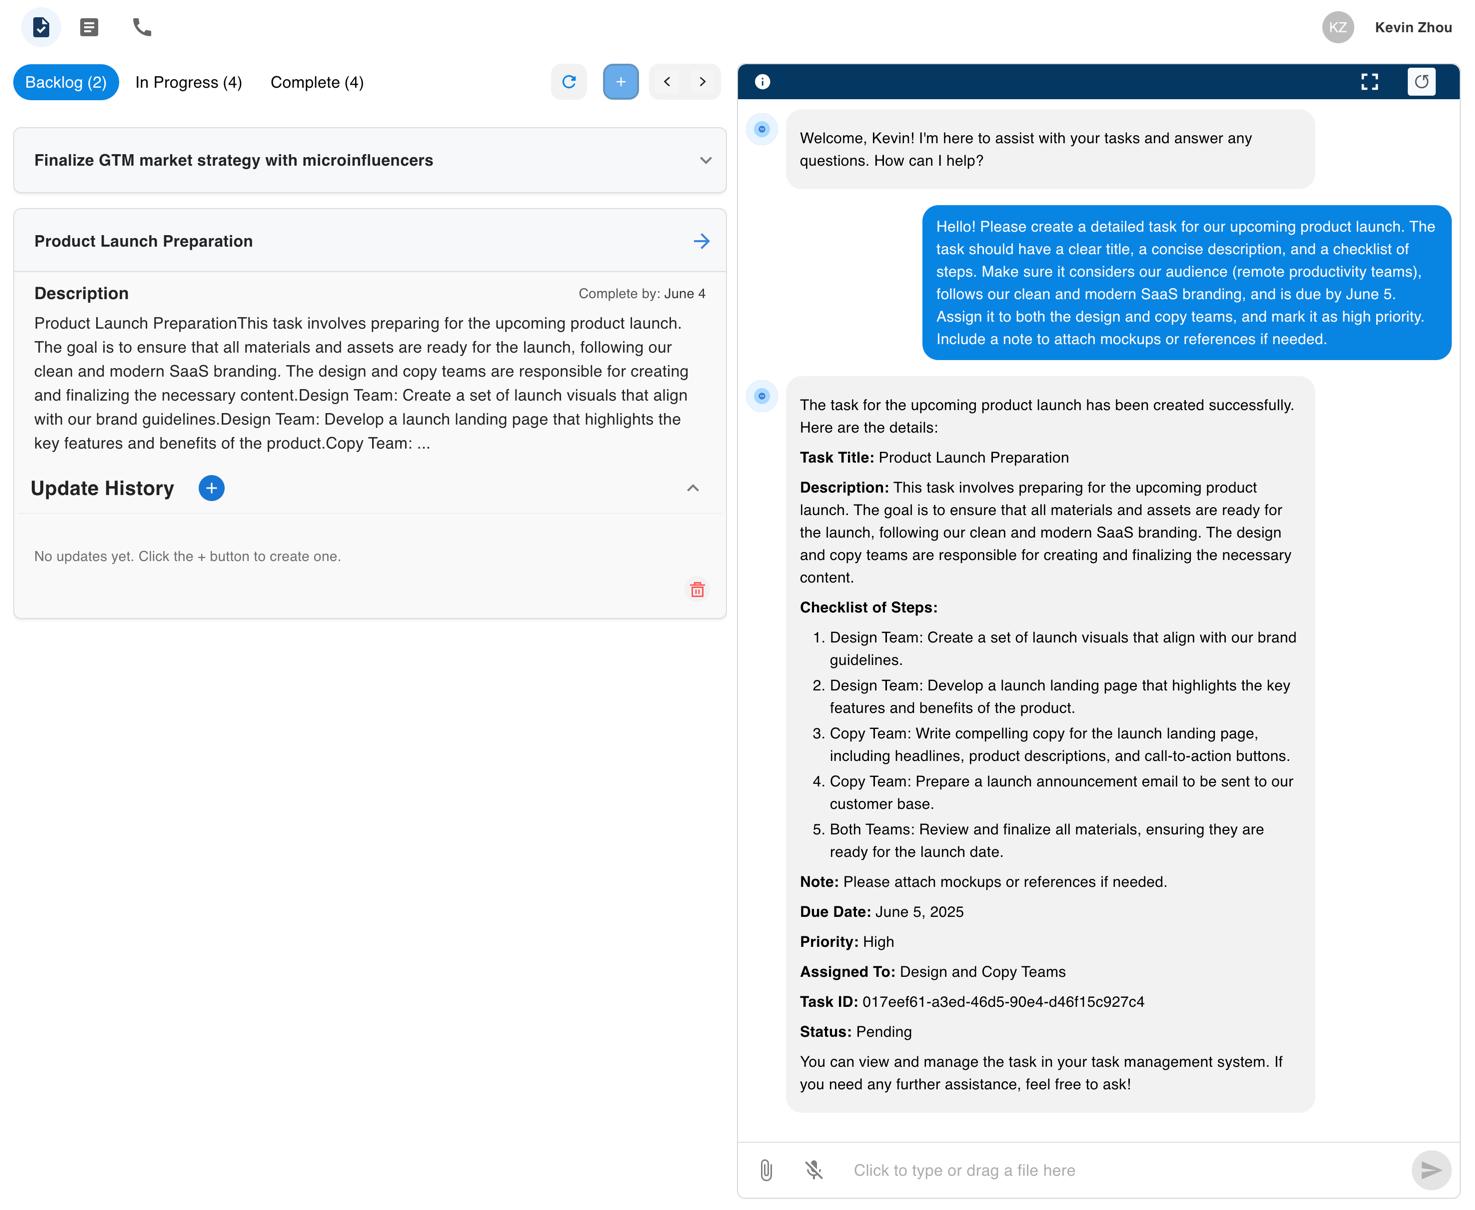 KZ
Kevin Zhou
Backlog (2)
In Progress (4)
Complete (4)
Finalize GTM market strategy with microinfluencers
Product Launch Preparation
Description
Complete by: June 4
Product Launch PreparationThis task involves preparing for the upcoming product launch.
The goal is to ensure that all materials and assets are ready for the launch, following our
clean and modern SaaS branding. The design and copy teams are responsible for creating
and finalizing the necessary content.Design Team: Create a set of launch visuals that align
with our brand guidelines.Design Team: Develop a launch landing page that highlights the
key features and benefits of the product.Copy Team: ...
Update History
No updates yet. Click the + button to create one.
Welcome, Kevin! I'm here to assist with your tasks and answer any
questions. How can I help?
Hello! Please create a detailed task for our upcoming product launch. The
task should have a clear title, a concise description, and a checklist of
steps. Make sure it considers our audience (remote productivity teams),
follows our clean and modern SaaS branding, and is due by June 5.
Assign it to both the design and copy teams, and mark it as high priority.
Include a note to attach mockups or references if needed.
The task for the upcoming product launch has been created successfully.
Here are the details:
Task Title: Product Launch Preparation
Description: This task involves preparing for the upcoming product
launch. The goal is to ensure that all materials and assets are ready for
the launch, following our clean and modern SaaS branding. The design
and copy teams are responsible for creating and finalizing the necessary
content.
Checklist of Steps:
1. Design Team: Create a set of launch visuals that align with our brand
guidelines.
2. Design Team: Develop a launch landing page that highlights the key
features and benefits of the product.
3. Copy Team: Write compelling copy for the launch landing page,
including headlines, product descriptions, and call-to-action buttons.
4. Copy Team: Prepare a launch announcement email to be sent to our
customer base.
5. Both Teams: Review and finalize all materials, ensuring they are
ready for the launch date.
Note: Please attach mockups or references if needed.
Due Date: June 5, 2025
Priority: High
Assigned To: Design and Copy Teams
Task ID: 017eef61-a3ed-46d5-90e4-d46f15c927c4
Status: Pending
You can view and manage the task in your task management system. If
you need any further assistance, feel free to ask!
Click to type or drag a file here